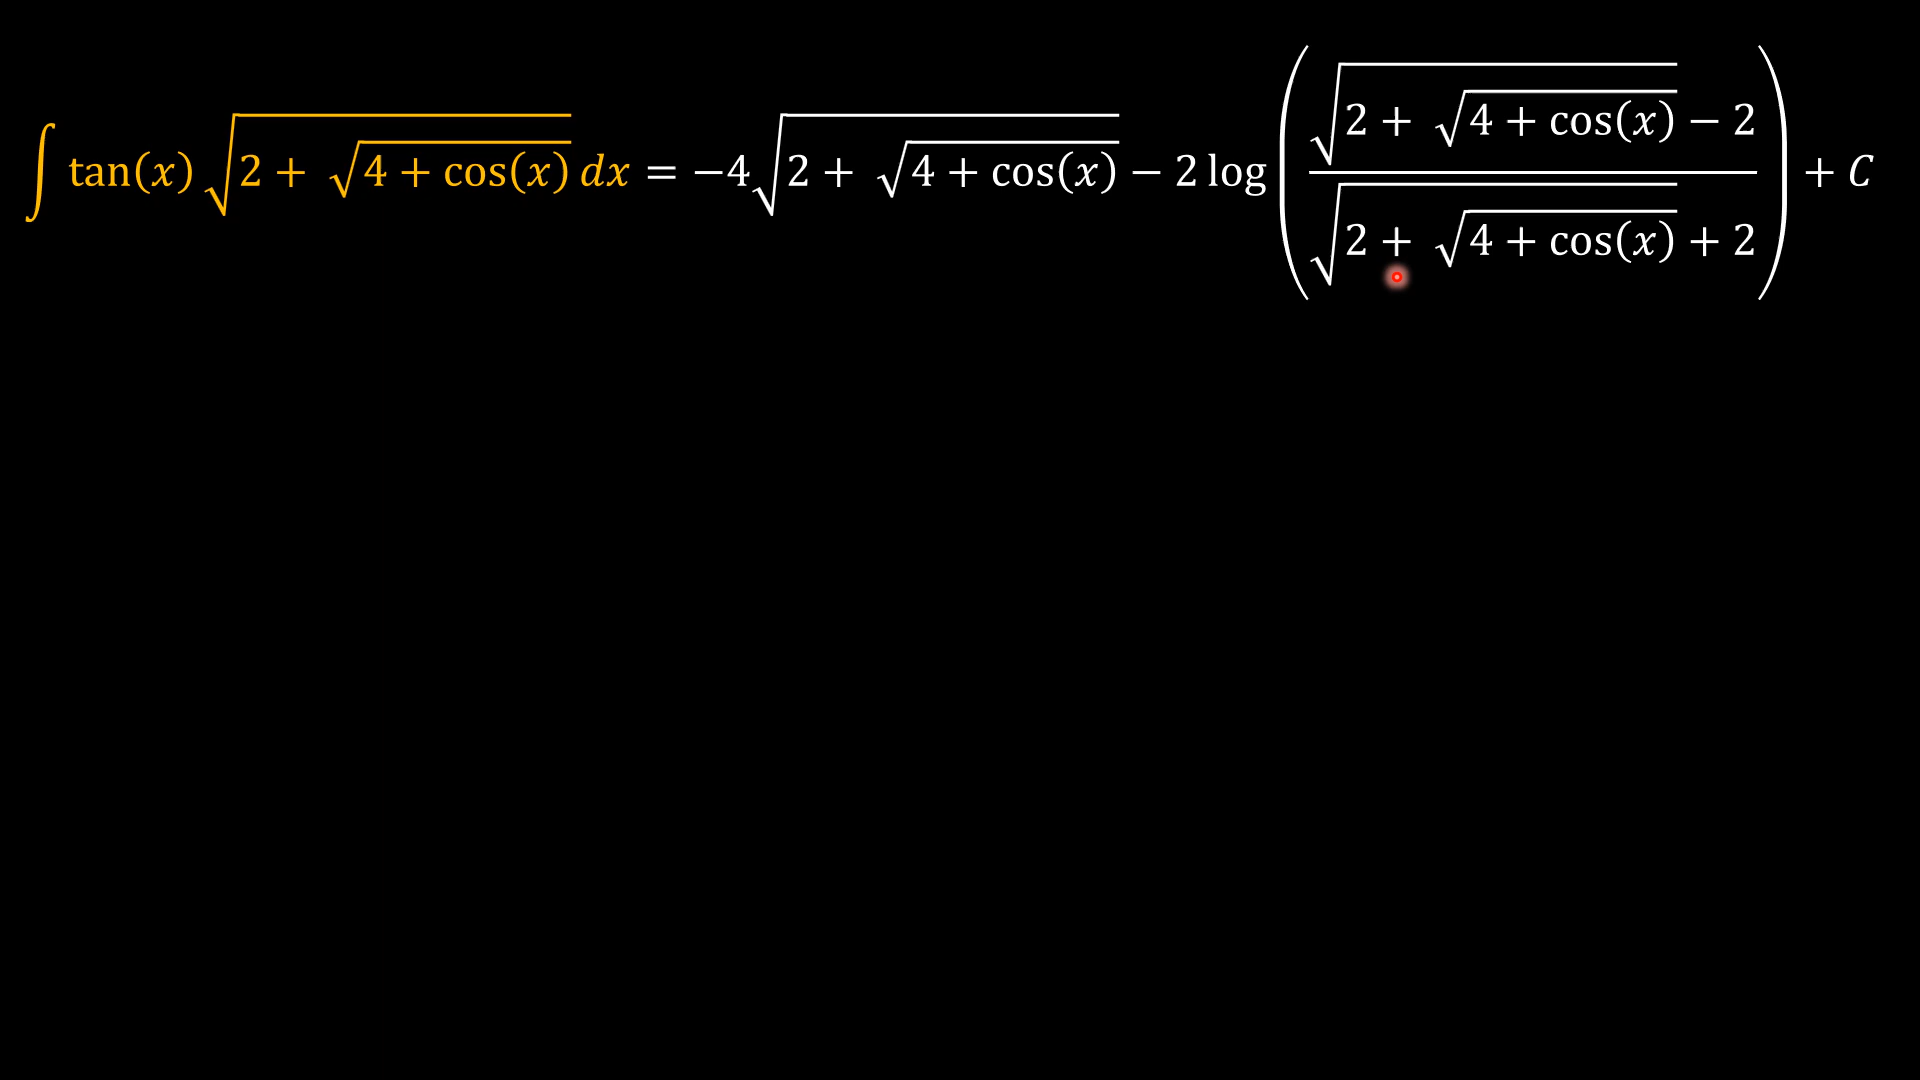 ∫ tan(x) √(2 + √(4 + cos(x))) dx = −4√(2 + √(4 + cos(x))) − 2 log((√(2 + √(4 + cos(x))) − 2)/(√(2 + √(4 + cos(x))) + 2)) + C